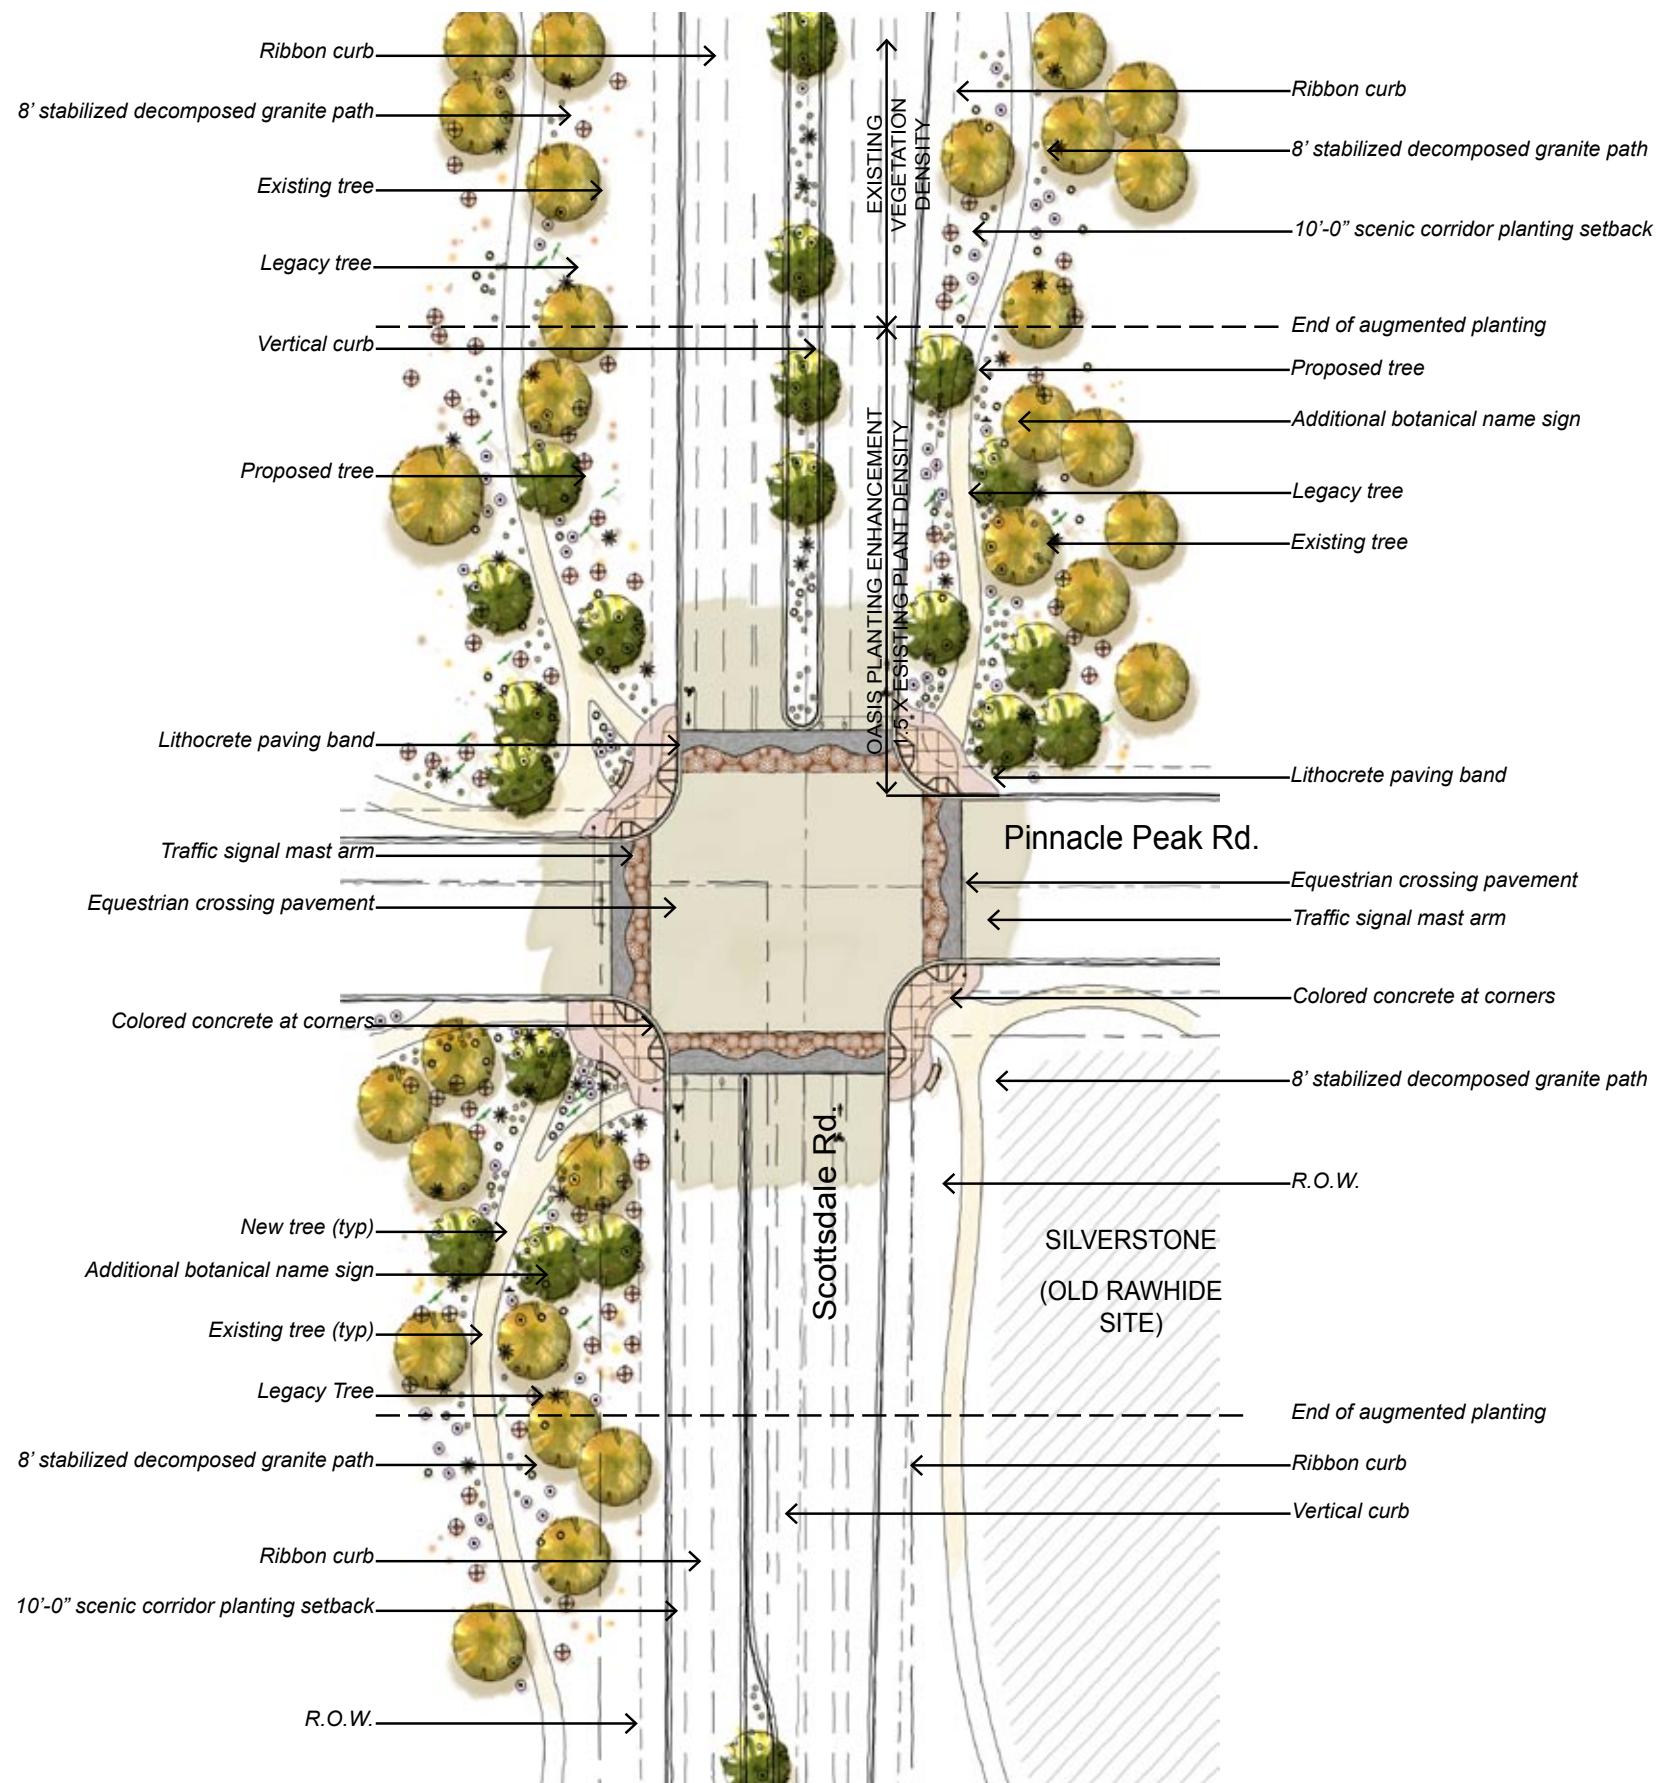 Ribbon curb
8’ stabilized decomposed granite path
Existing tree
Legacy tree
Vertical curb
Proposed tree
Lithocrete paving band
Traffic signal mast arm
Equestrian crossing pavement
Colored concrete at corners
New tree (typ)
Additional botanical name sign
Existing tree (typ)
Legacy Tree
8’ stabilized decomposed granite path
Ribbon curb
10’-0” scenic corridor planting setback
R.O.W.
EXISTING
VEGETATION
DENSITY
OASIS PLANTING ENHANCEMENT
1.5 X ESISTING PLANT DENSITY
Pinnacle Peak Rd.
Scottsdale Rd.
SILVERSTONE
(OLD RAWHIDE
SITE)
Ribbon curb
8’ stabilized decomposed granite path
10’-0” scenic corridor planting setback
End of augmented planting
Proposed tree
Additional botanical name sign
Legacy tree
Existing tree
Lithocrete paving band
Equestrian crossing pavement
Traffic signal mast arm
Colored concrete at corners
8’ stabilized decomposed granite path
R.O.W.
End of augmented planting
Ribbon curb
Vertical curb